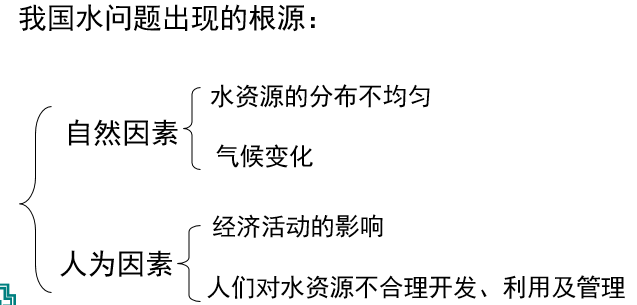 我国水问题出现的根源：
自然因素
水资源的分布不均匀
气候变化
人为因素
经济活动的影响
人们对水资源不合理开发、利用及管理